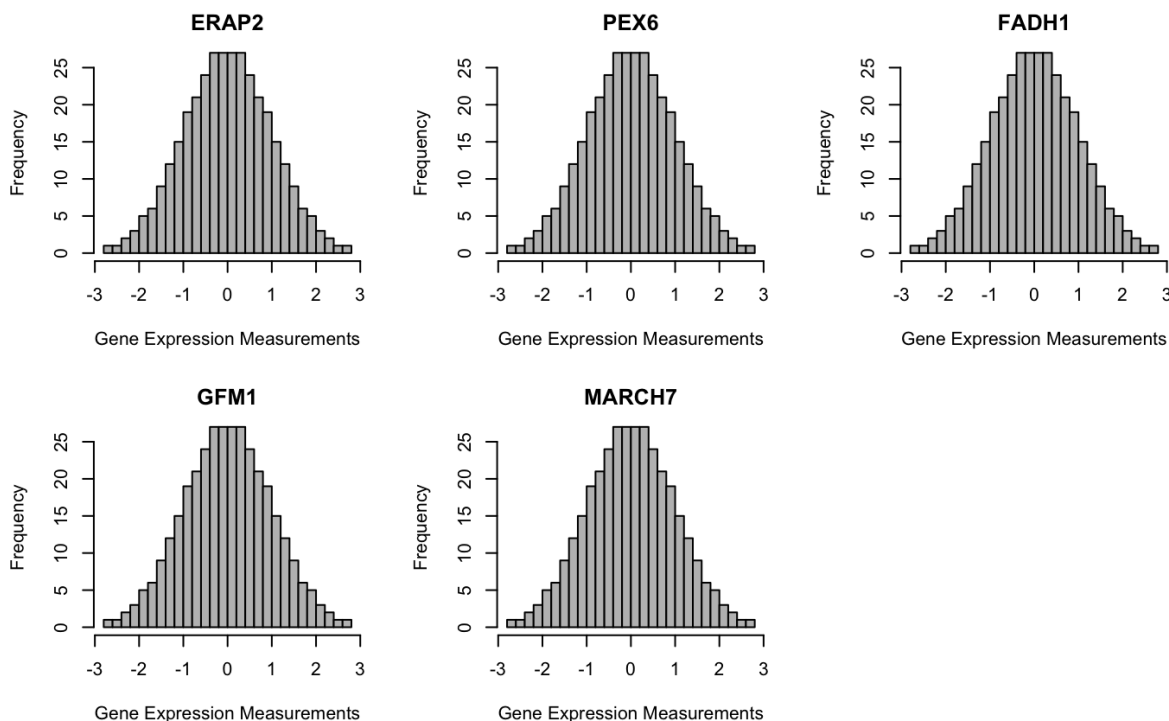 ERAP2
PEX6
FADH1
Frequency
0 5 10 15 20 25
Frequency
0 5 10 15 20 25
Frequency
0 5 10 15 20 25
-3 -2 -1 0 1 2 3
-3 -2 -1 0 1 2 3
-3 -2 -1 0 1 2 3
Gene Expression Measurements
Gene Expression Measurements
Gene Expression Measurements
GFM1
MARCH7
Frequency
0 5 10 15 20 25
Frequency
0 5 10 15 20 25
-3 -2 -1 0 1 2 3
-3 -2 -1 0 1 2 3
Gene Expression Measurements
Gene Expression Measurements